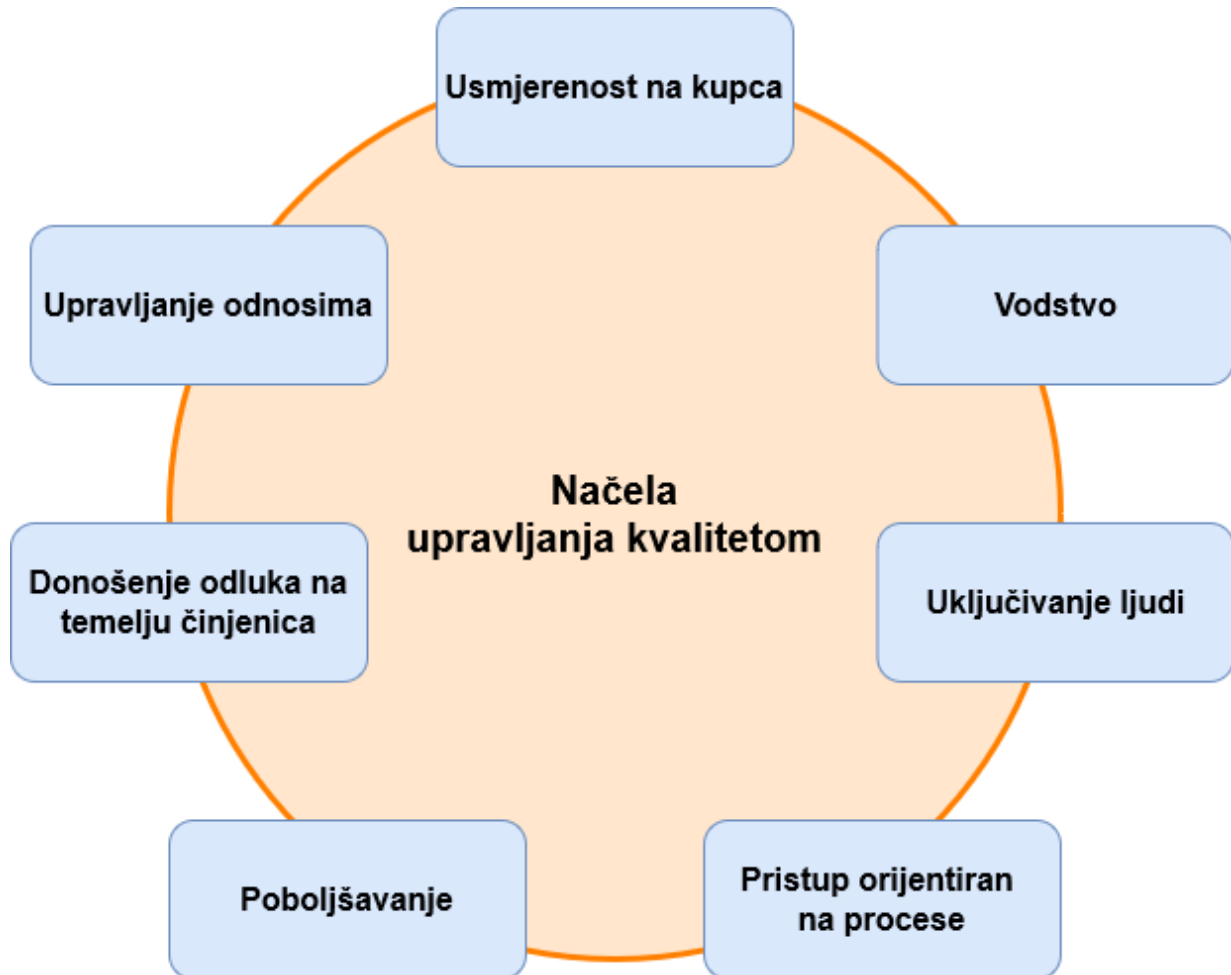 Usmjerenost na kupca
Vodstvo
Uključivanje ljudi
Pristup orijentiran
na procese
Poboljšavanje
Donošenje odluka na
temelju činjenica
Upravljanje odnosima
Načela
upravljanja kvalitetom